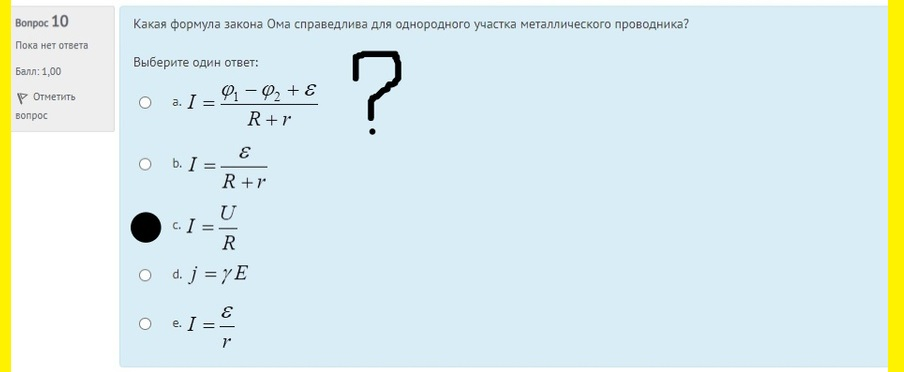 Вопрос 10
Пока нет ответа
Балл: 1,00
Отметить
вопрос
Какая формула закона Ома справедлива для однородного участка металлического проводника?
Выберите один ответ:
?
a. I = (φ₁ − φ₂ + ε) / (R + r)
b. I = ε / (R + r)
c. I = U / R
d. j = γE
e. I = ε / r